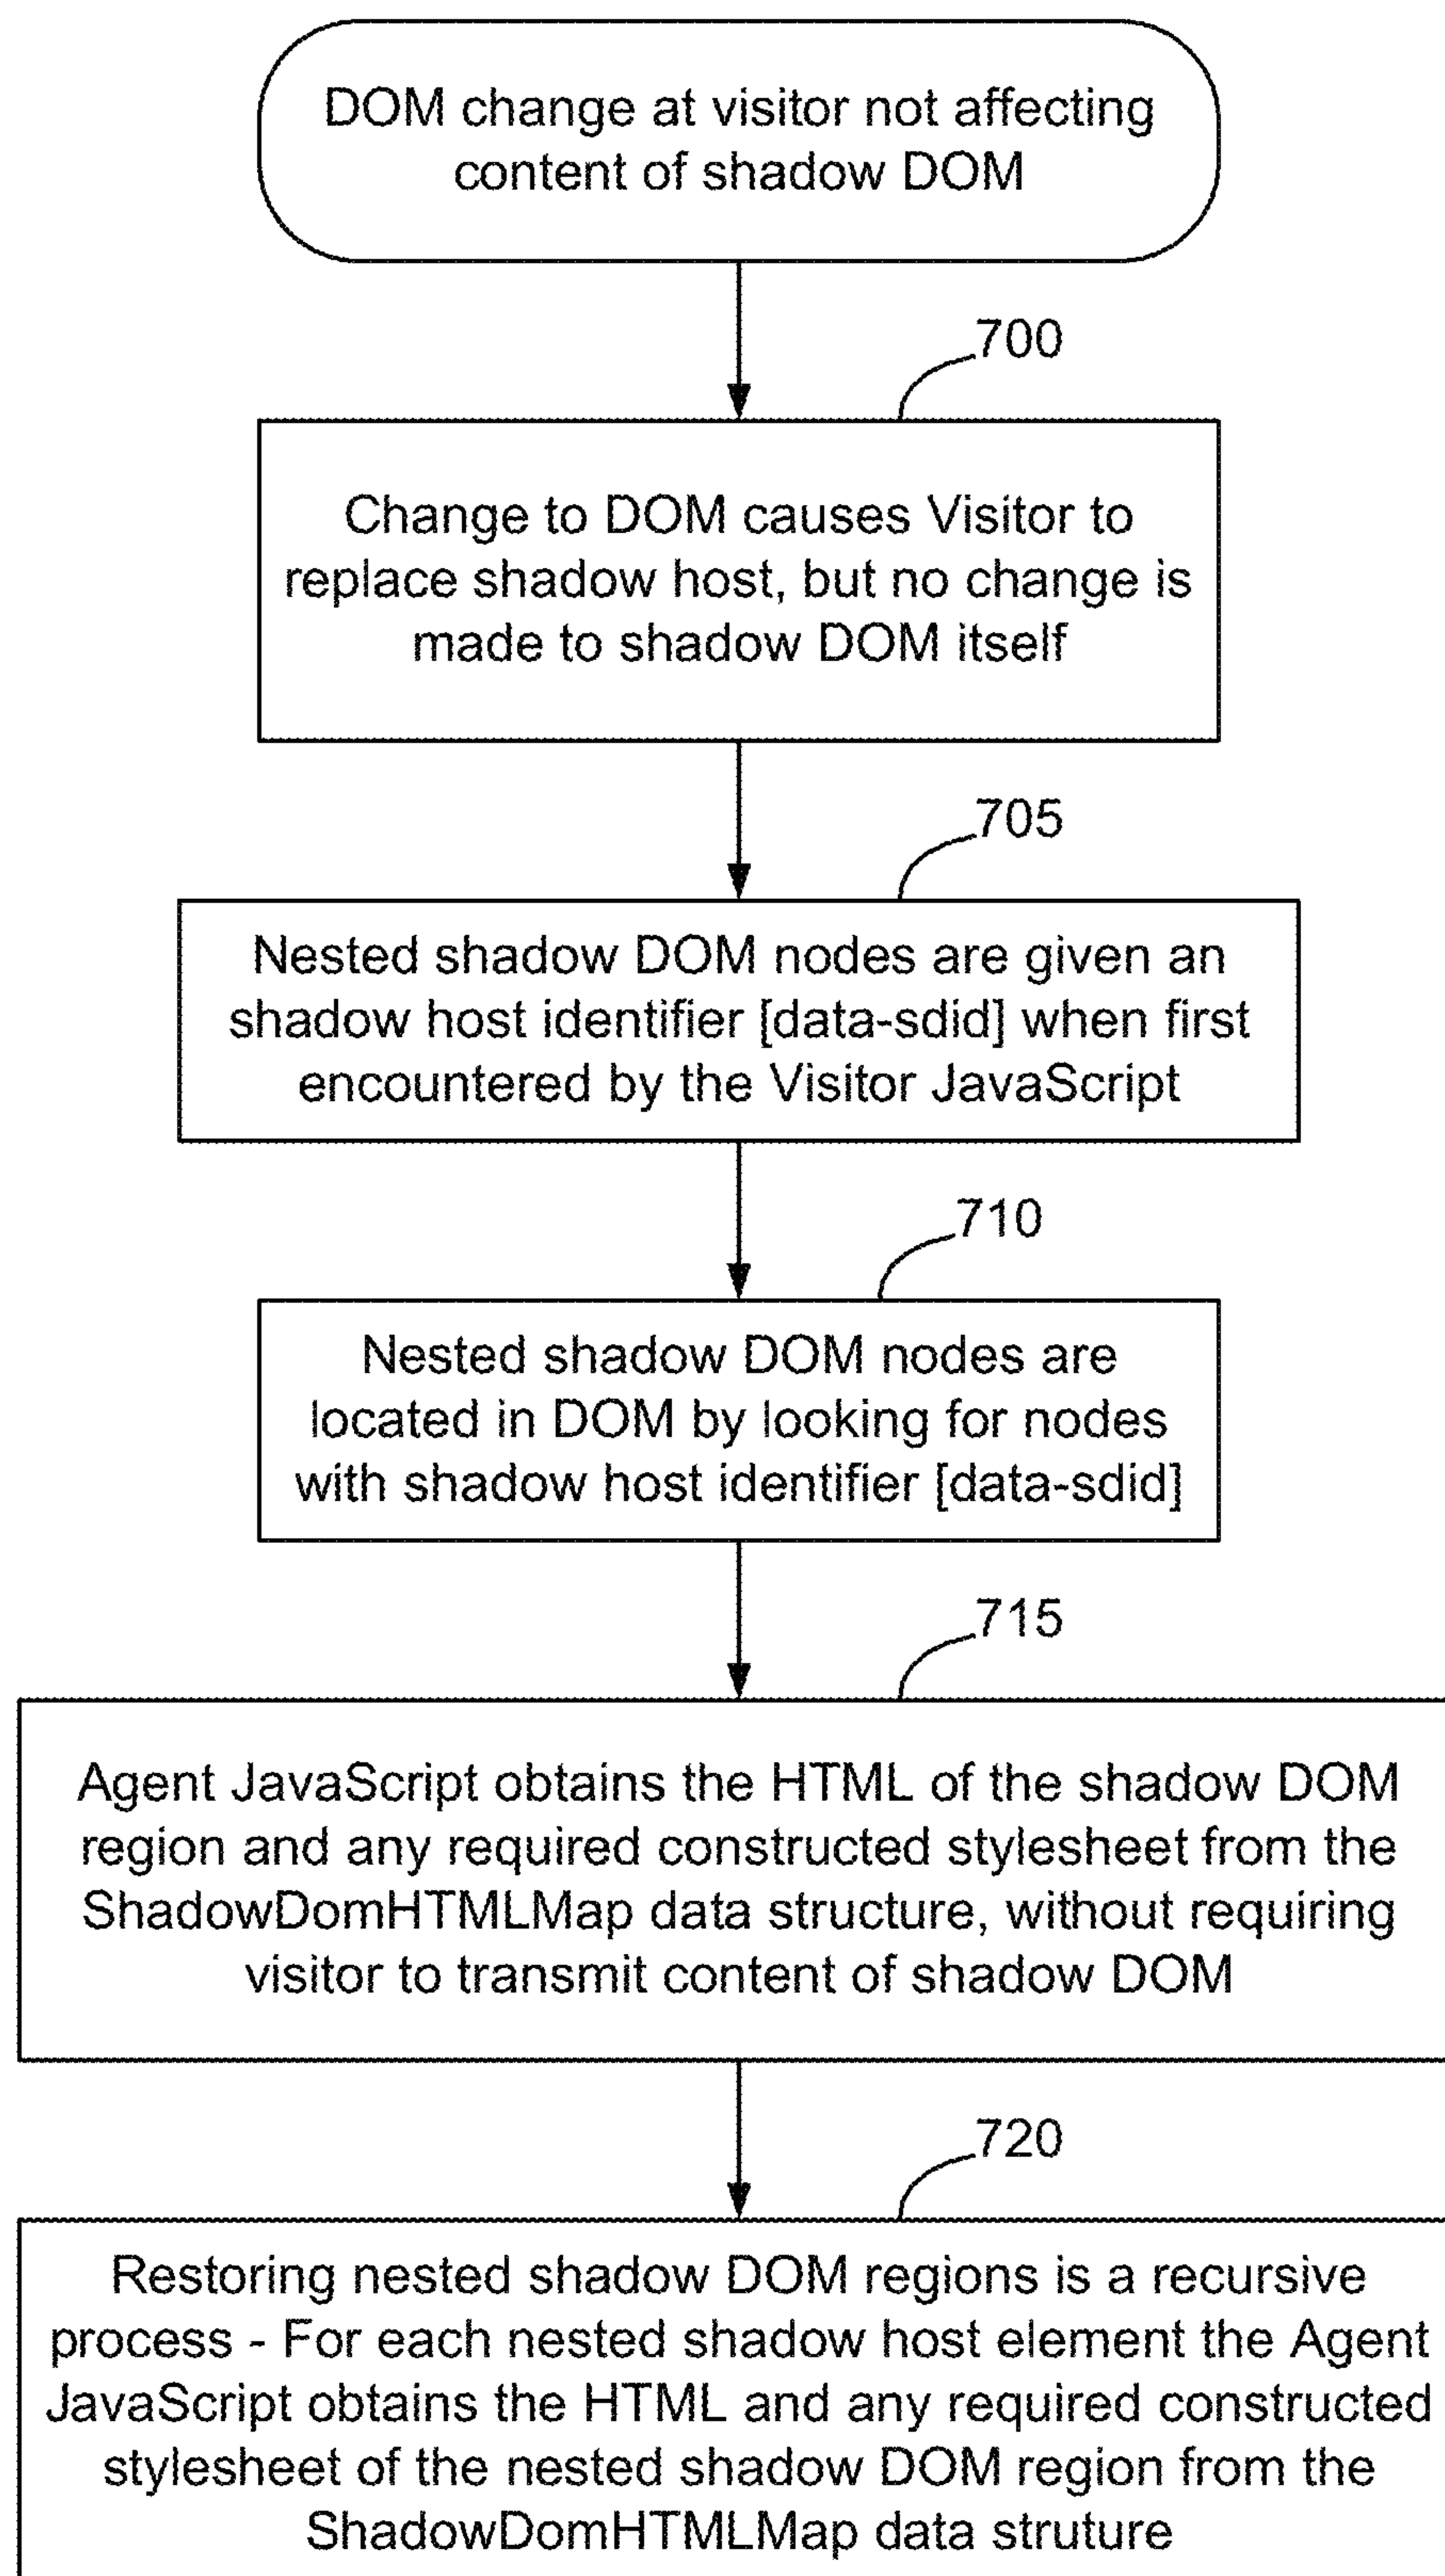 DOM change at visitor not affecting
content of shadow DOM
700
Change to DOM causes Visitor to
replace shadow host, but no change is
made to shadow DOM itself
705
Nested shadow DOM nodes are given an
shadow host identifier [data-sdid] when first
encountered by the Visitor JavaScript
710
Nested shadow DOM nodes are
located in DOM by looking for nodes
with shadow host identifier [data-sdid]
715
Agent JavaScript obtains the HTML of the shadow DOM
region and any required constructed stylesheet from the
ShadowDomHTMLMap data structure, without requiring
visitor to transmit content of shadow DOM
720
Restoring nested shadow DOM regions is a recursive
process - For each nested shadow host element the Agent
JavaScript obtains the HTML and any required constructed
stylesheet of the nested shadow DOM region from the
ShadowDomHTMLMap data struture